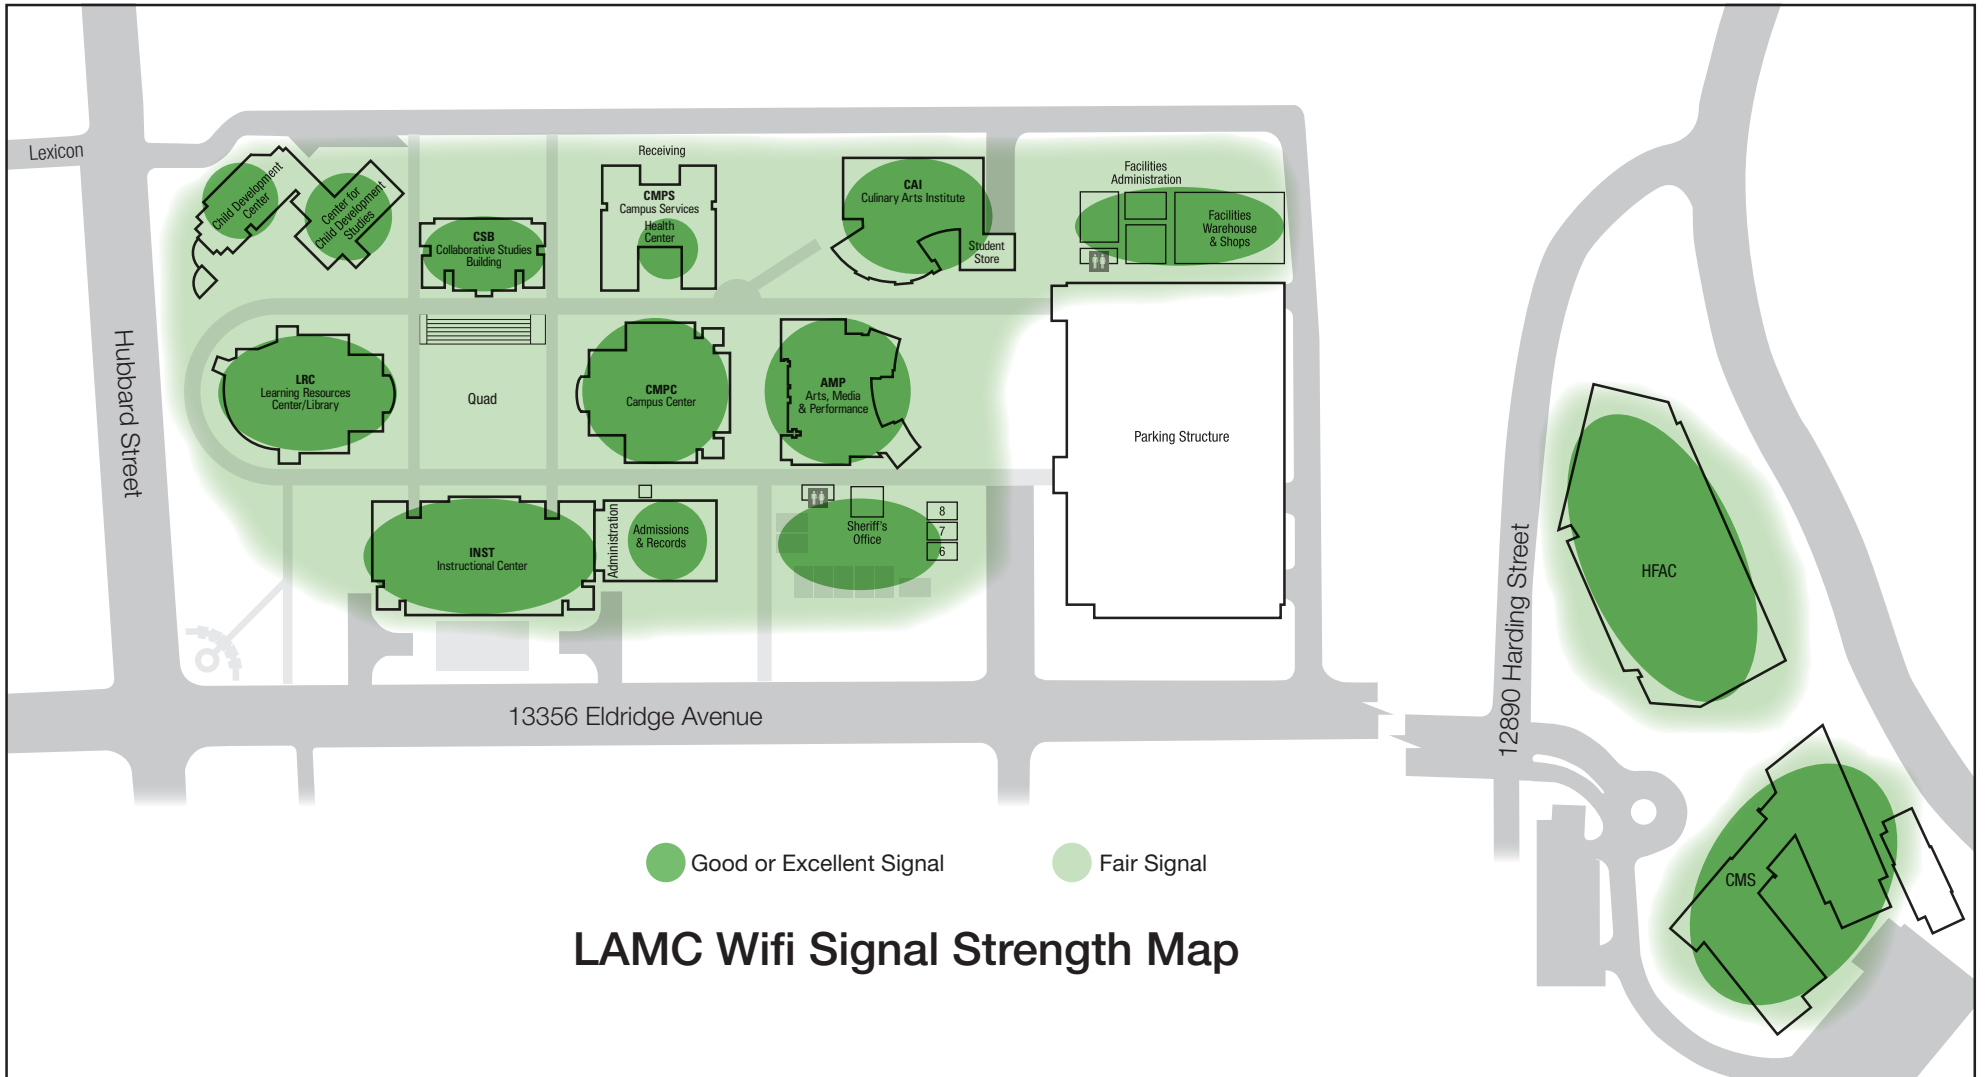 Lexicon
Hubbard Street
Child Development
Center
Center for
Child Development
Studies
CSB
Collaborative Studies
Building
Receiving
CMPS
Campus Services
Health
Center
CAI
Culinary Arts Institute
Student
Store
Facilities
Administration
Facilities
Warehouse
& Shops
LRC
Learning Resources
Center/Library
Quad
CMPC
Campus Center
AMP
Arts, Media
& Performance
Parking Structure
INST
Instructional Center
Administration
Admissions
& Records
Sheriff's
Office
8
7
6
13356 Eldridge Avenue
12890 Harding Street
HFAC
CMS
Good or Excellent Signal
Fair Signal
LAMC Wifi Signal Strength Map